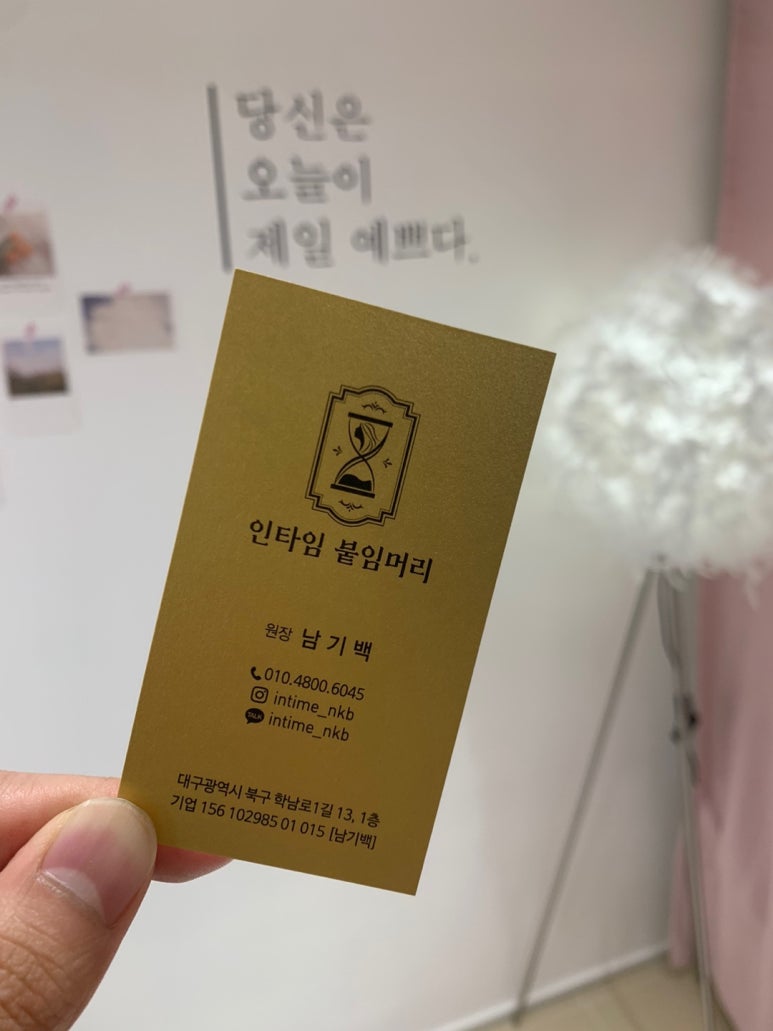 당신은
오늘이
제일 예쁘다.
인타임 붙임머리
원장 남기백
010.4800.6045
intime_nkb
TALK intime_nkb
대구광역시 북구 학남로1길 13, 1층
기업 156 102985 01 015 [남기백]